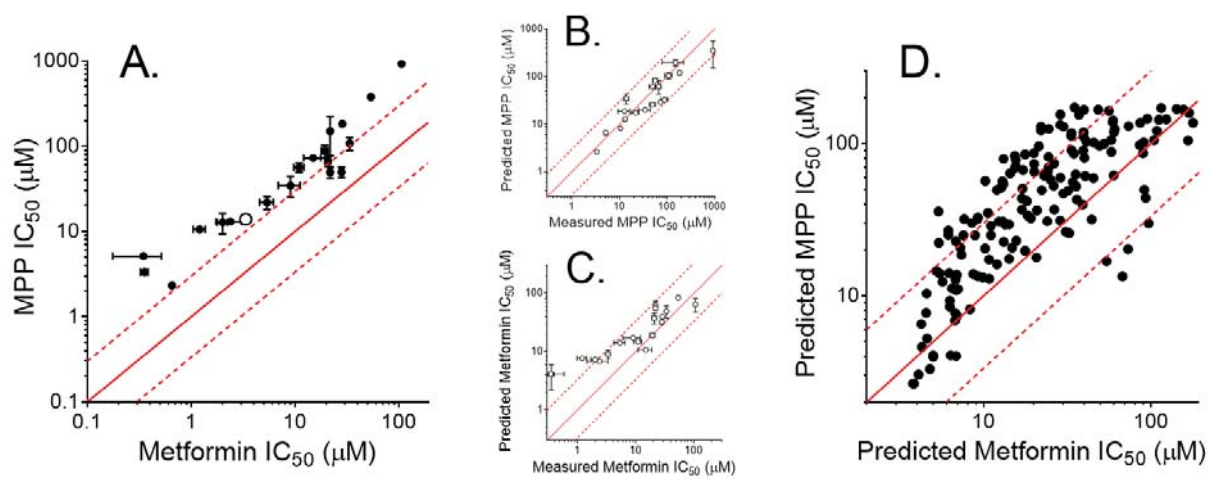 A.
MPP IC50 (μM)
1000
100
10
1
0.1
0.1
1
10
100
Metformin IC50 (μM)
B.
Predicted MPP IC50 (μM)
1000
100
10
1
1
10
100
1000
Measured MPP IC50 (μM)
C.
Predicted Metformin IC50 (μM)
100
10
1
1
10
100
Measured Metformin IC50 (μM)
D.
Predicted MPP IC50 (μM)
100
10
10
100
Predicted Metformin IC50 (μM)